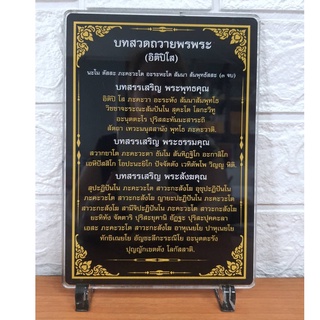 บทสวดถวายพรพระ
(อิติปิโส)
นะโม ตัสสะ ภะคะวะโต อะระหะโต สัมมา สัมพุทธัสสะ (๓ จบ)
บทสรรเสริญ พระพุทธคุณ
อิติปิ โส ภะคะวา อะระหัง สัมมาสัมพุทโธ
วิชชาจะระณะสัมปันโน สุคะโต โลกะวิทู
อะนุตตะโร ปุริสะทัมมะสาระถิ
สัตถา เทวะมนุสสานัง พุทโธ ภะคะวาติ.
บทสรรเสริญ พระธรรมคุณ
สวากขาโต ภะคะวะตา ธัมโม สันทิฏฐิโก อะกาลิโก
เอหิปัสสิโก โอปะนะยิโก ปัจจัตตัง เวทิตัพโพ วิญญูหิติ.
บทสรรเสริญ พระสังฆคุณ
สุปะฏิปันโน ภะคะวะโต สาวะกะสังโฆ อุชุปะฏิปันโน
ภะคะวะโต สาวะกะสังโฆ ญายะปะฏิปันโน ภะคะวะโต
สาวะกะสังโฆ สามีจิปะฏิปันโน ภะคะวะโต สาวะกะสังโฆ
ยะทิทัง จัตตาริ ปุริสะยุคานิ อัฏฐะ ปุริสะปุคคะลา
เอสะ ภะคะวะโต สาวะกะสังโฆ อาหุเนยโย ปาหุเนยโย
ทักขิเณยโย อัญชะลีกะระณีโย อะนุตตะรัง
ปุญญักเขตตัง โลกัสสาติ.